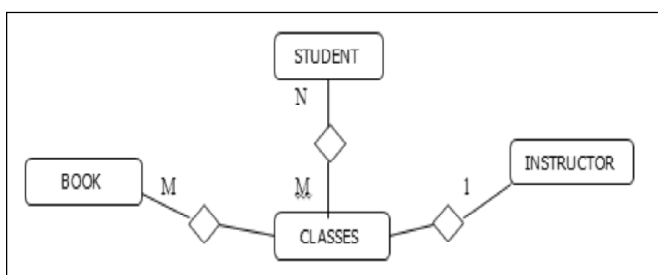 STUDENT
N
INSTRUCTOR
BOOK
M
M
1
CLASSES